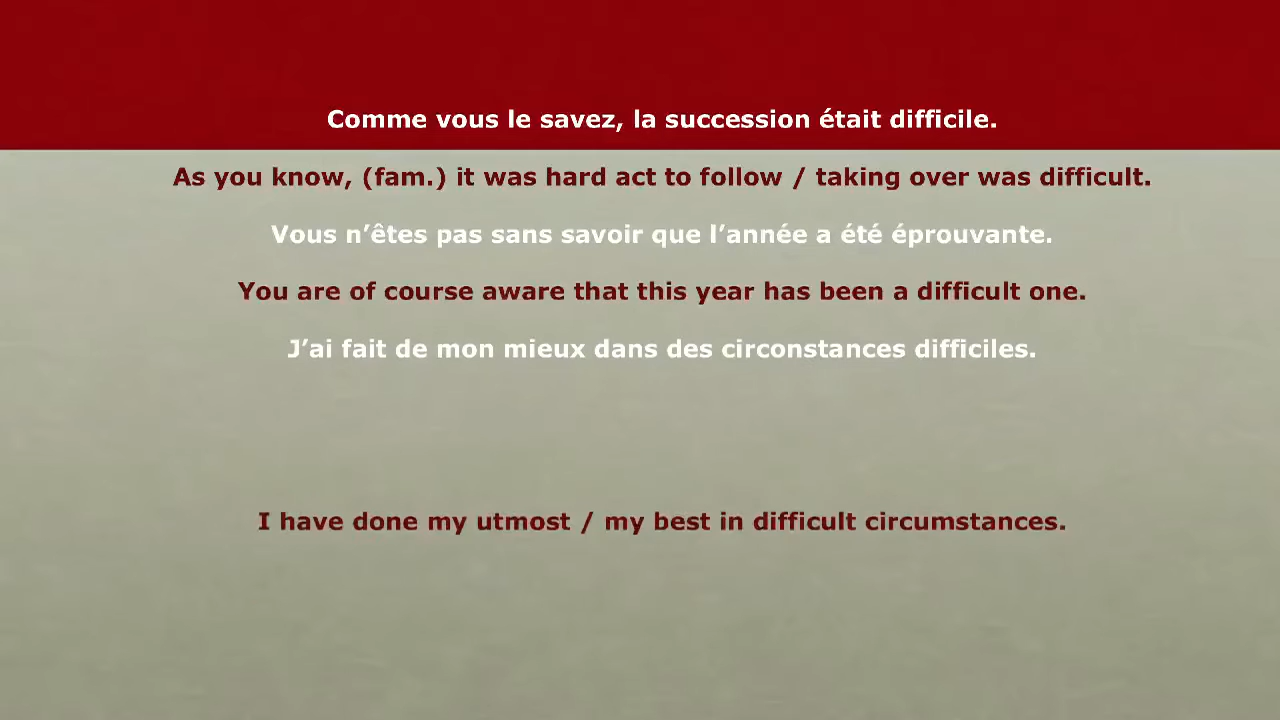 Comme vous le savez, la succession était difficile.
As you know, (fam.) it was hard act to follow / taking over was difficult.
Vous n’êtes pas sans savoir que l’année a été éprouvante.
You are of course aware that this year has been a difficult one.
J’ai fait de mon mieux dans des circonstances difficiles.
I have done my utmost / my best in difficult circumstances.